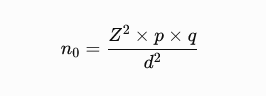 n₀ = (Z² × p × q) / d²